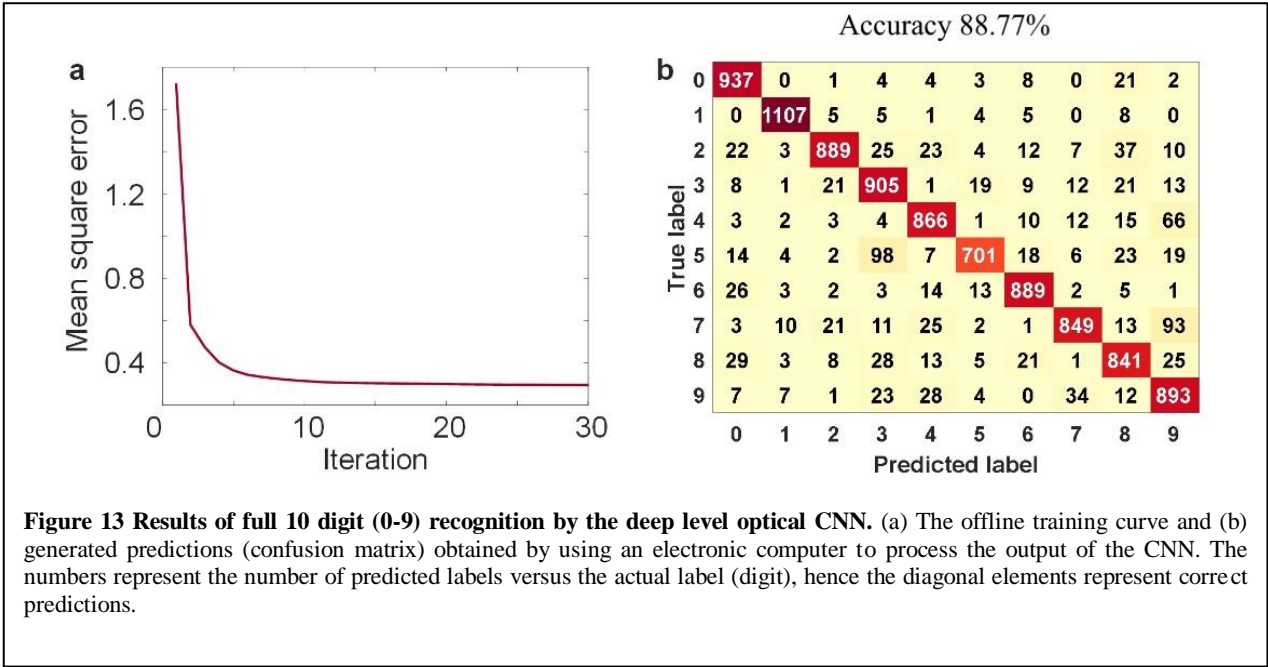 Accuracy 88.77%
a
1.6
1.2
0.8
0.4
Mean square error
0 10 20 30
Iteration
b
True label
0 937 0 1 4 4 3 8 0 21 2
1 0 1107 5 5 1 4 5 0 8 0
2 22 3 889 25 23 4 12 7 37 10
3 8 1 21 905 1 19 9 12 21 13
4 3 2 3 4 866 1 10 12 15 66
5 14 4 2 98 7 701 18 6 23 19
6 26 3 2 3 14 13 889 2 5 1
7 3 10 21 11 25 2 1 849 13 93
8 29 3 8 28 13 5 21 1 841 25
9 7 7 1 23 28 4 0 34 12 893
0 1 2 3 4 5 6 7 8 9
Predicted label
Figure 13 Results of full 10 digit (0-9) recognition by the deep level optical CNN. (a) The offline training curve and (b)
generated predictions (confusion matrix) obtained by using an electronic computer to process the output of the CNN. The
numbers represent the number of predicted labels versus the actual label (digit), hence the diagonal elements represent correct
predictions.